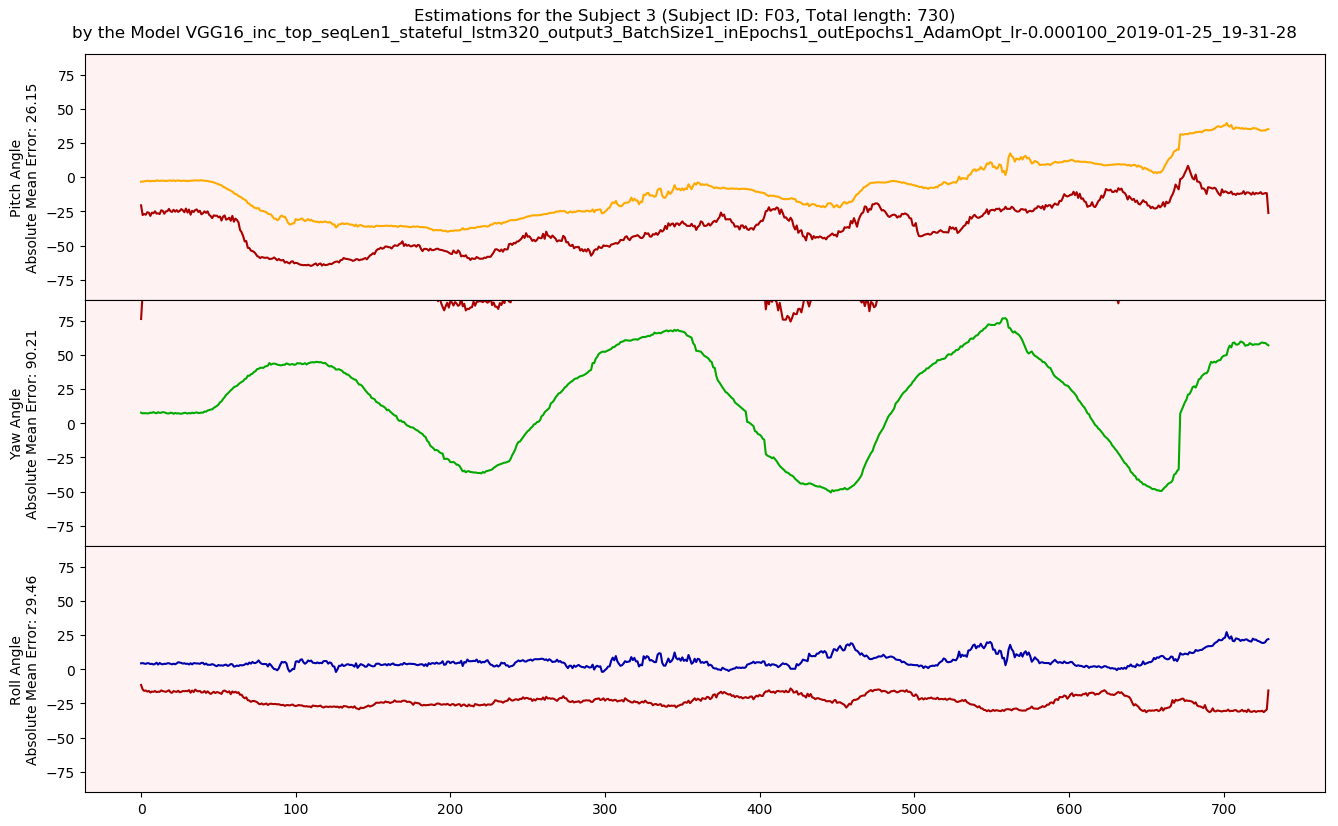 Estimations for the Subject 3 (Subject ID: F03, Total length: 730)
by the Model VGG16_inc_top_seqLen1_stateful_lstm320_output3_BatchSize1_inEpochs1_outEpochs1_AdamOpt_lr-0.000100_2019-01-25_19-31-28
Pitch Angle
Absolute Mean Error: 26.15
75
50
25
0
−25
−50
−75
Yaw Angle
Absolute Mean Error: 90.21
75
50
25
0
−25
−50
−75
Roll Angle
Absolute Mean Error: 29.46
75
50
25
0
−25
−50
−75
0 100 200 300 400 500 600 700